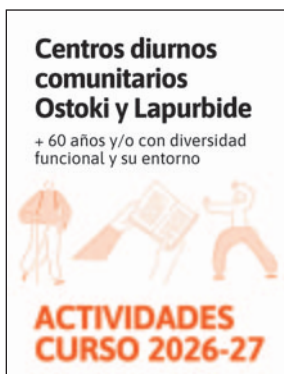 Centros diurnos
comunitarios
Ostoki y Lapurbide
+ 60 años y/o con diversidad
funcional y su entorno
ACTIVIDADES
CURSO 2026-27